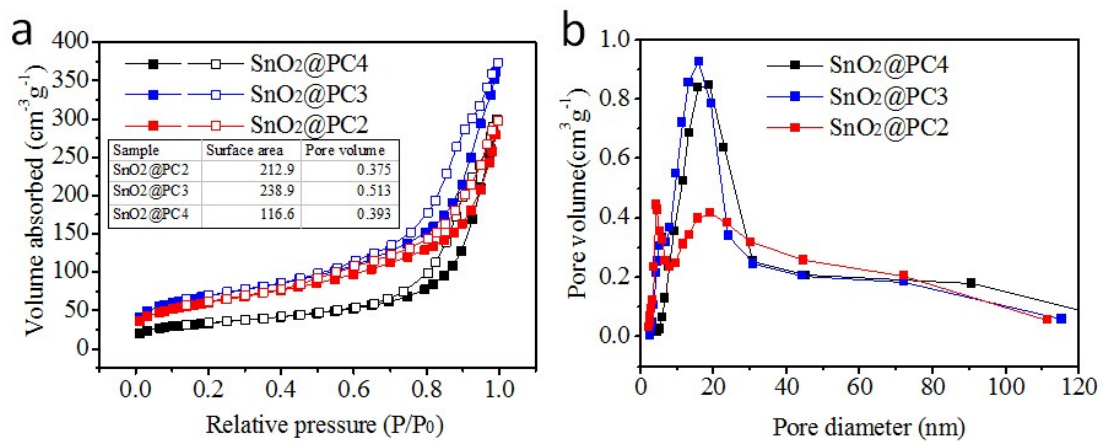 a
400
350
300
250
200
150
100
50
0
Volume absorbed (cm-3g-1)
SnO2@PC4
SnO2@PC3
SnO2@PC2
Sample Surface area Pore volume
SnO2@PC2 212.9 0.375
SnO2@PC3 238.9 0.513
SnO2@PC4 116.6 0.393
0.0 0.2 0.4 0.6 0.8 1.0
Relative pressure (P/P0)
b
1.0
0.8
0.6
0.4
0.2
0.0
Pore volume(cm3g-1)
SnO2@PC4
SnO2@PC3
SnO2@PC2
0 20 40 60 80 100 120
Pore diameter (nm)